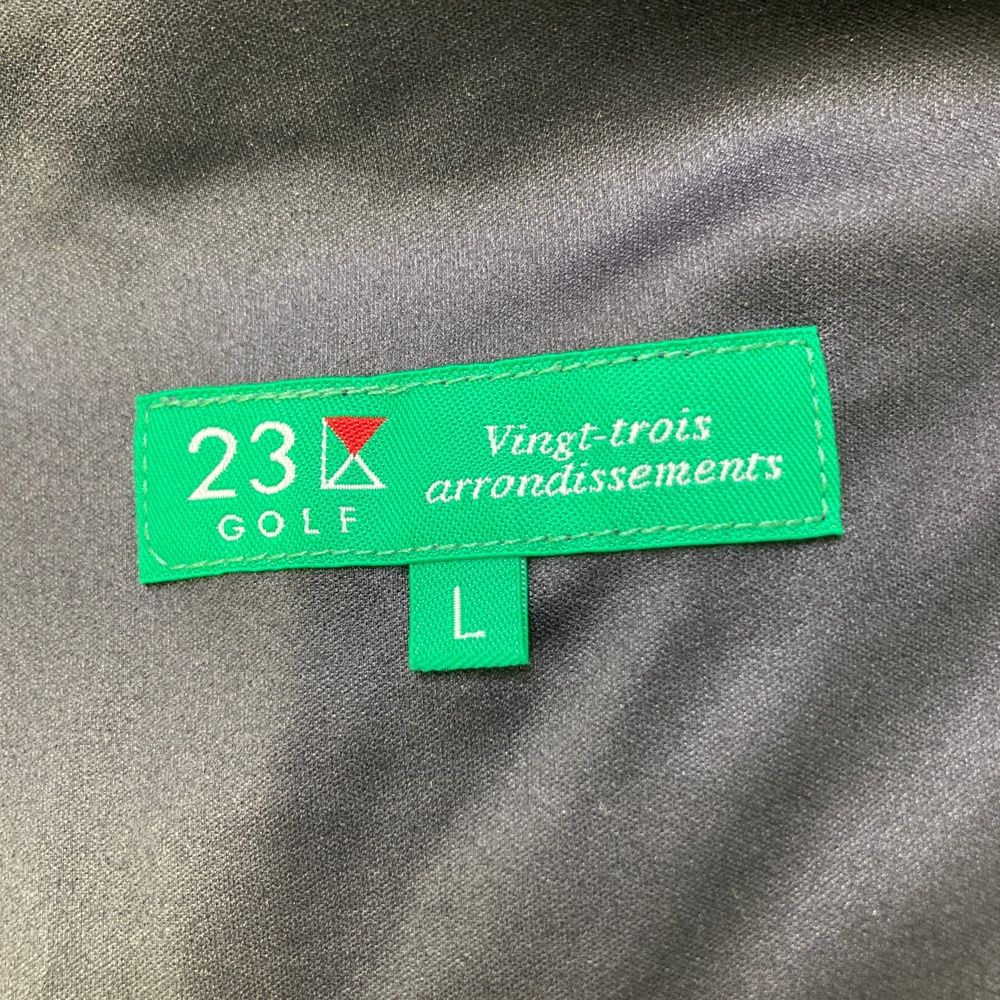 23
GOLF
Vingt-trois
arrondissements
L